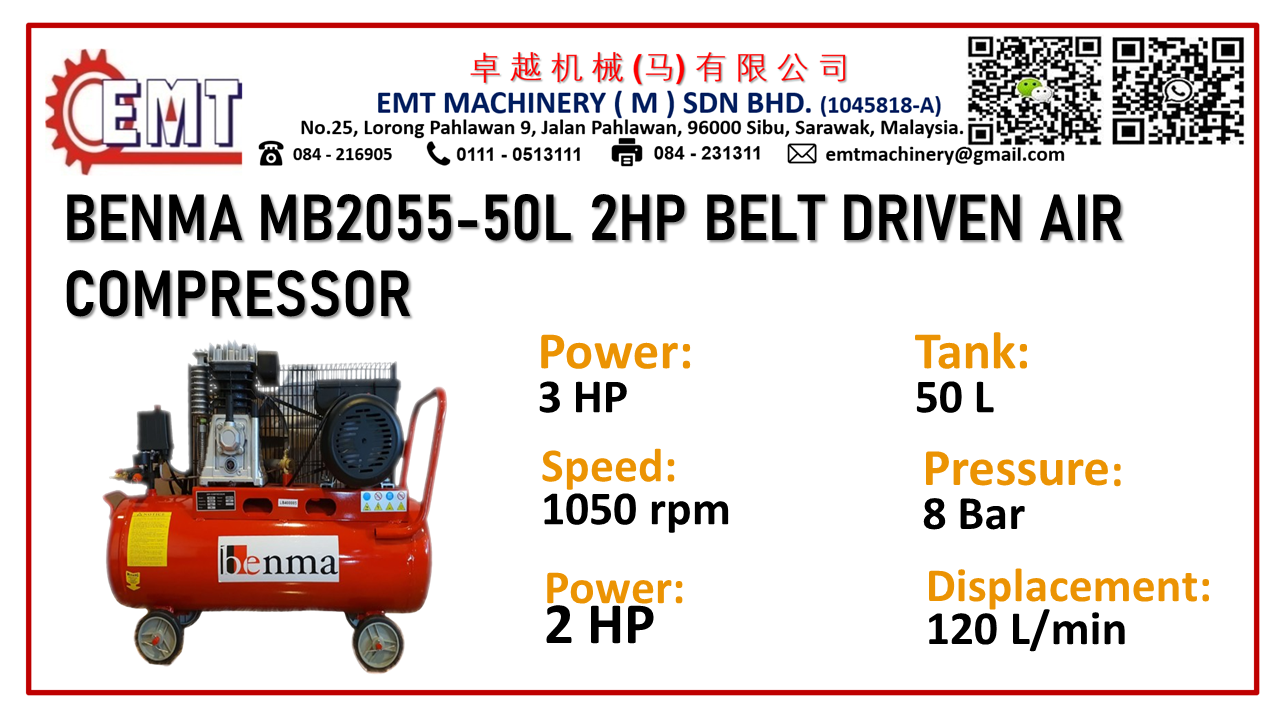 EMT
卓越机械(马)有限公司
EMT MACHINERY ( M ) SDN BHD. (1045818-A)
No.25, Lorong Pahlawan 9, Jalan Pahlawan, 96000 Sibu, Sarawak, Malaysia.
084 - 216905 0111 - 0513111 084 - 231311 emtmachinery@gmail.com
BENMA MB2055-50L 2HP BELT DRIVEN AIR
COMPRESSOR
Power: Tank:
3 HP 50 L
Speed: Pressure:
1050 rpm 8 Bar
benma
Power: Displacement:
2 HP 120 L/min